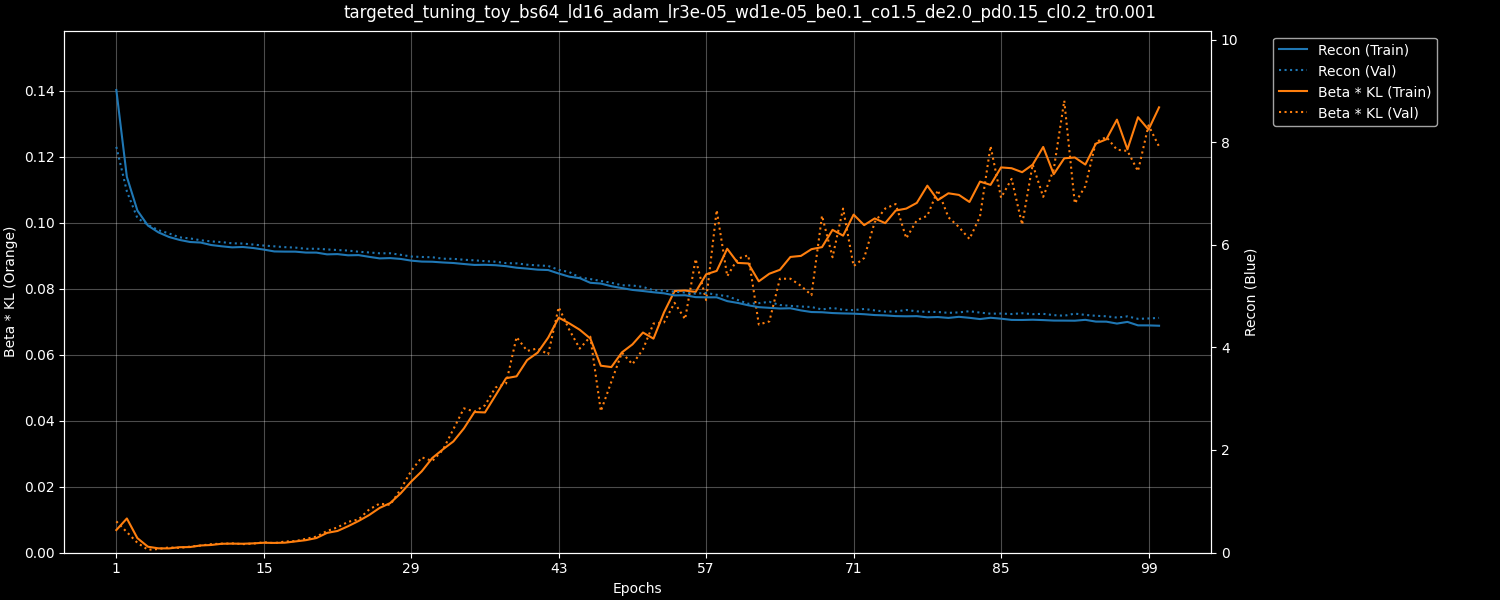 targeted_tuning_toy_bs64_ld16_adam_lr3e-05_wd1e-05_be0.1_co1.5_de2.0_pd0.15_cl0.2_tr0.001
Beta * KL (Orange)
0.14
0.12
0.10
0.08
0.06
0.04
0.02
0.00
1
15
29
43
57
71
85
99
Epochs
10
8
6
4
2
0
Recon (Blue)
Recon (Train)
Recon (Val)
Beta * KL (Train)
Beta * KL (Val)